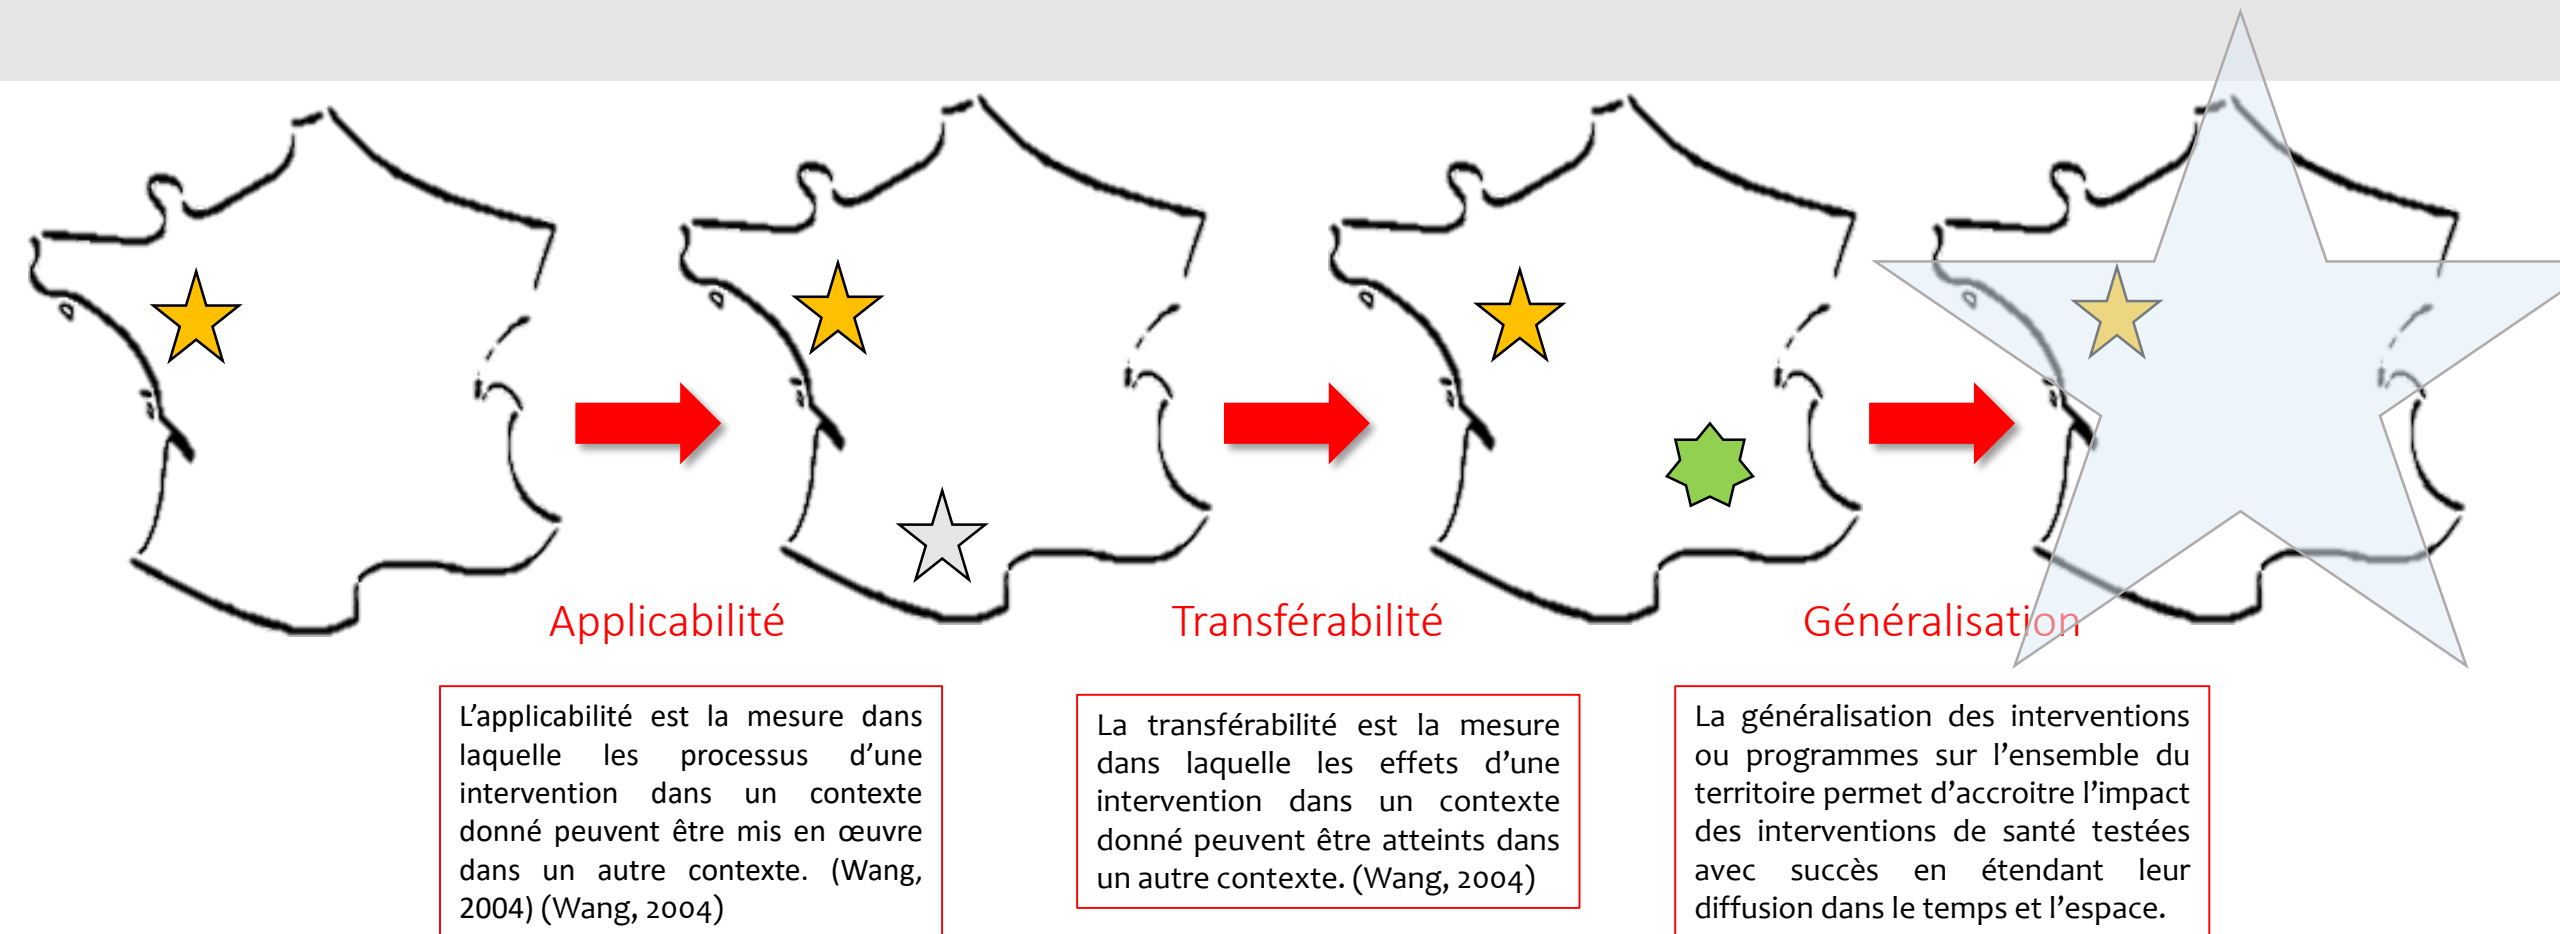 Applicabilité
Transférabilité
Généralisation
L’applicabilité est la mesure dans
laquelle les processus d’une
intervention dans un contexte
donné peuvent être mis en œuvre
dans un autre contexte. (Wang,
2004) (Wang, 2004)
La transférabilité est la mesure
dans laquelle les effets d’une
intervention dans un contexte
donné peuvent être atteints dans
un autre contexte. (Wang, 2004)
La généralisation des interventions
ou programmes sur l’ensemble du
territoire permet d’accroitre l’impact
des interventions de santé testées
avec succès en étendant leur
diffusion dans le temps et l’espace.